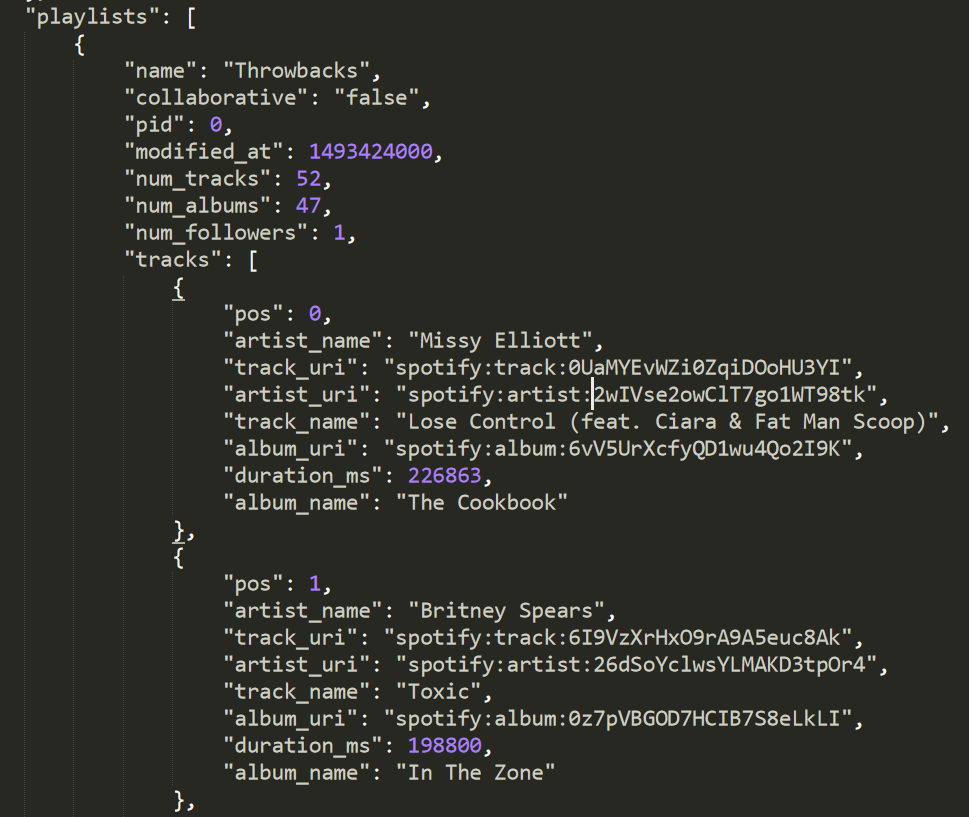 "playlists": [
{
"name": "Throwbacks",
"collaborative": "false",
"pid": 0,
"modified_at": 1493424000,
"num_tracks": 52,
"num_albums": 47,
"num_followers": 1,
"tracks": [
{
"pos": 0,
"artist_name": "Missy Elliott",
"track_uri": "spotify:track:0UaMYEvWZi0ZqiDOoHU3YI",
"artist_uri": "spotify:artist:2wIVse2owClT7go1WT98tk",
"track_name": "Lose Control (feat. Ciara & Fat Man Scoop)",
"album_uri": "spotify:album:6vV5UrXcfyQD1wu4Qo2I9K",
"duration_ms": 226863,
"album_name": "The Cookbook"
},
{
"pos": 1,
"artist_name": "Britney Spears",
"track_uri": "spotify:track:6I9VzXrHxO9rA9A5euc8Ak",
"artist_uri": "spotify:artist:26dSoYclwsYLMAKD3tpOr4",
"track_name": "Toxic",
"album_uri": "spotify:album:0z7pVBGOD7HCIB7S8eLkLI",
"duration_ms": 198800,
"album_name": "In The Zone"
},